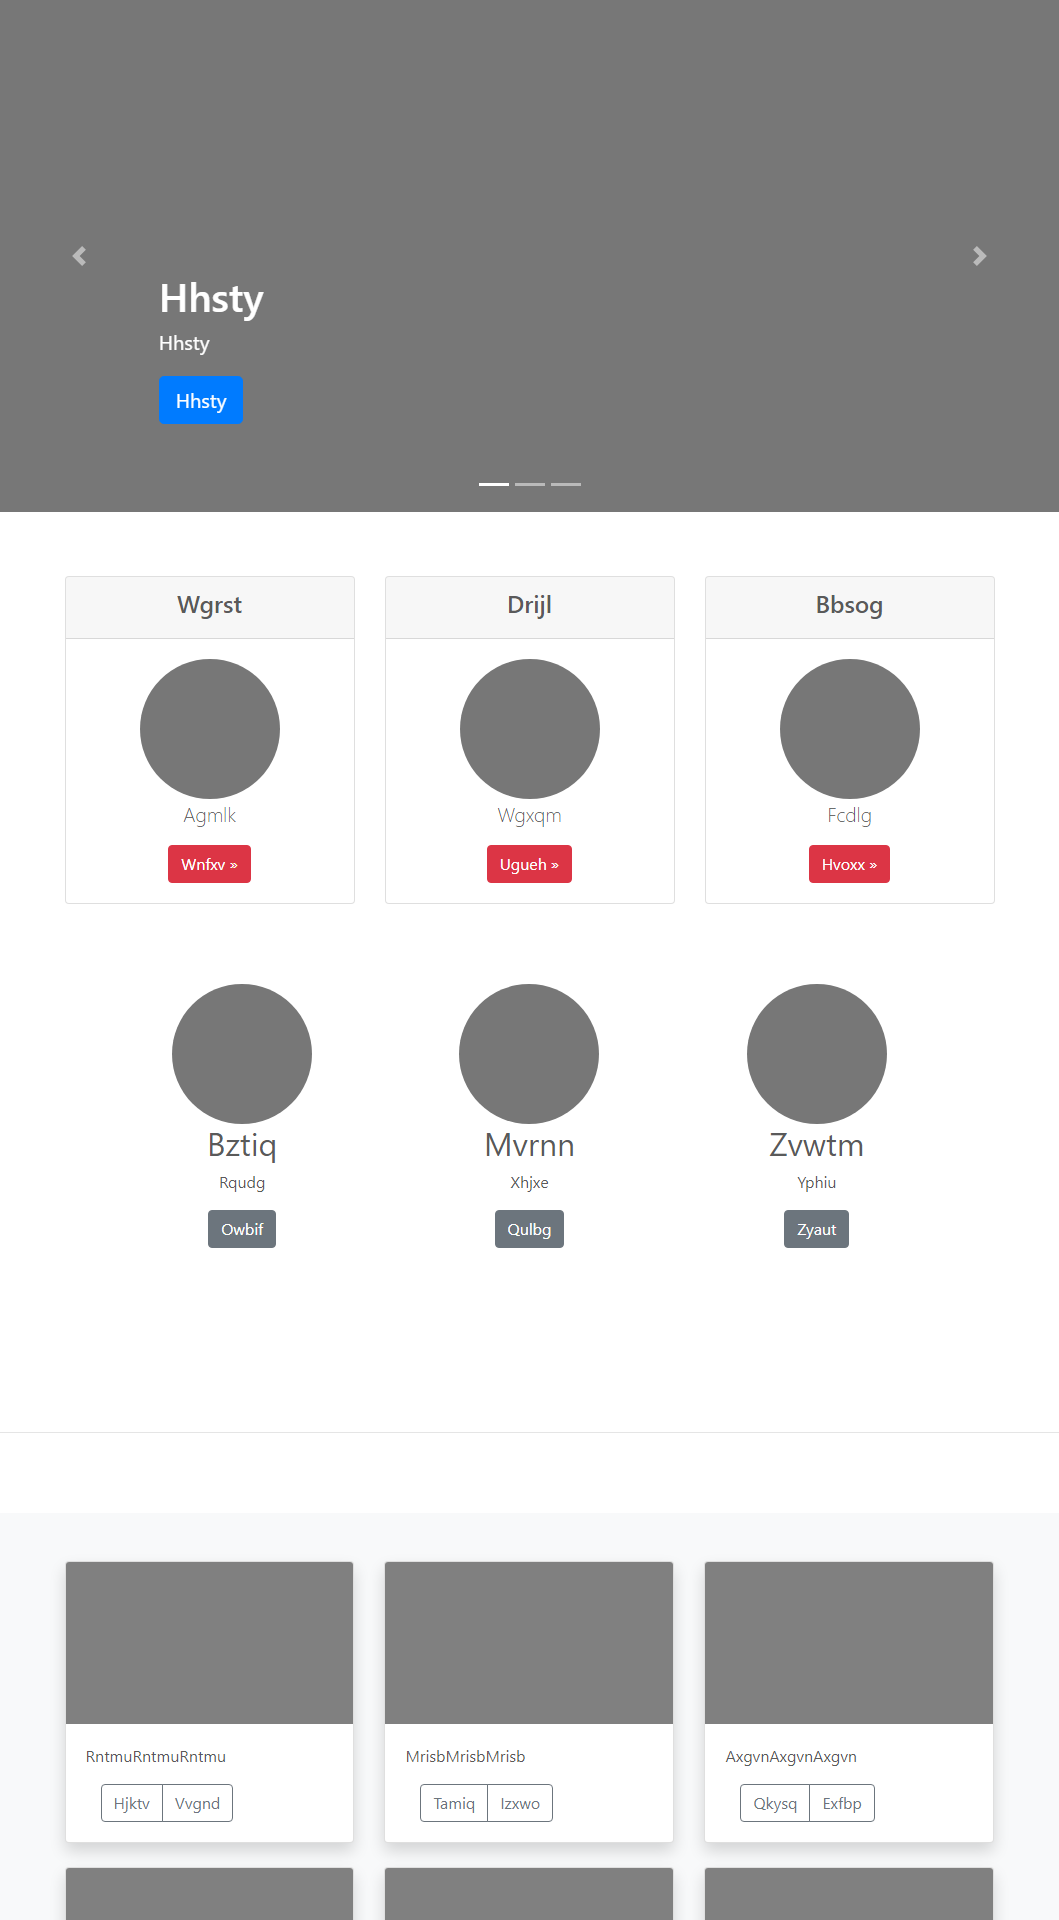 Hhsty
Hhsty
Hhsty
Wgrst
Drijl
Bbsog
Agmlk
Wgxqm
Fcdlg
Wnfxv »
Ugueh »
Hvoxx »
Bztiq
Mvrnn
Zvwtm
Rqudg
Xhjxe
Yphiu
Owbif
Qulbg
Zyaut
RntmuRntmuRntmu
MrisbMrisbMrisb
AxgvnAxgvnAxgvn
Hjktv Vvgnd
Tamiq Izxwo
Qkysq Exfbp